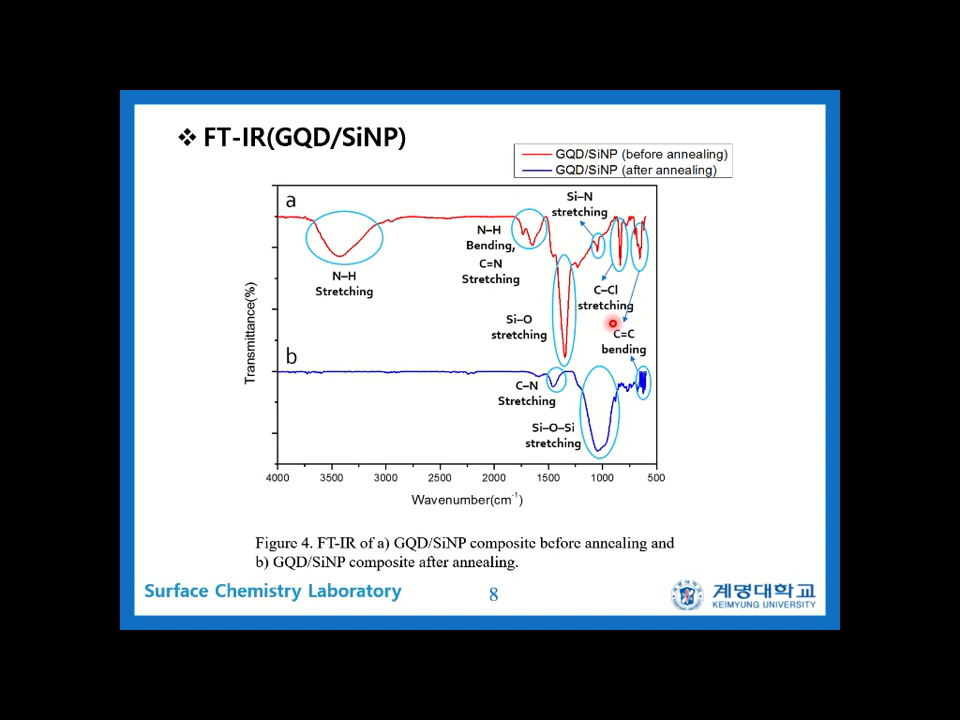 ❖ FT-IR(GQD/SiNP)
GQD/SiNP (before annealing)
GQD/SiNP (after annealing)
a
Si–N
stretching
N–H
Bending,
C=N
Stretching
N–H
Stretching
C–Cl
stretching
Si–O
stretching
C=C
bending
b
C–N
Stretching
Si–O–Si
stretching
Transmittance(%)
4000 3500 3000 2500 2000 1500 1000 500
Wavenumber(cm⁻¹)
Figure 4. FT-IR of a) GQD/SiNP composite before annealing and
b) GQD/SiNP composite after annealing.
Surface Chemistry Laboratory
8
계명대학교
KEIMYUNG UNIVERSITY